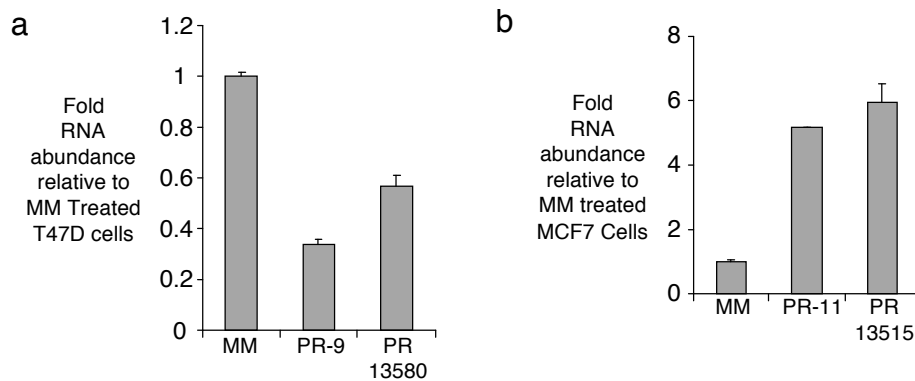 a
1.2
1
0.8
0.6
0.4
0.2
0
Fold
RNA
abundance
relative to
MM Treated
T47D cells
MM PR-9 PR
13580
b
8
6
4
2
0
Fold
RNA
abundance
relative to
MM treated
MCF7 Cells
MM PR-11 PR
13515